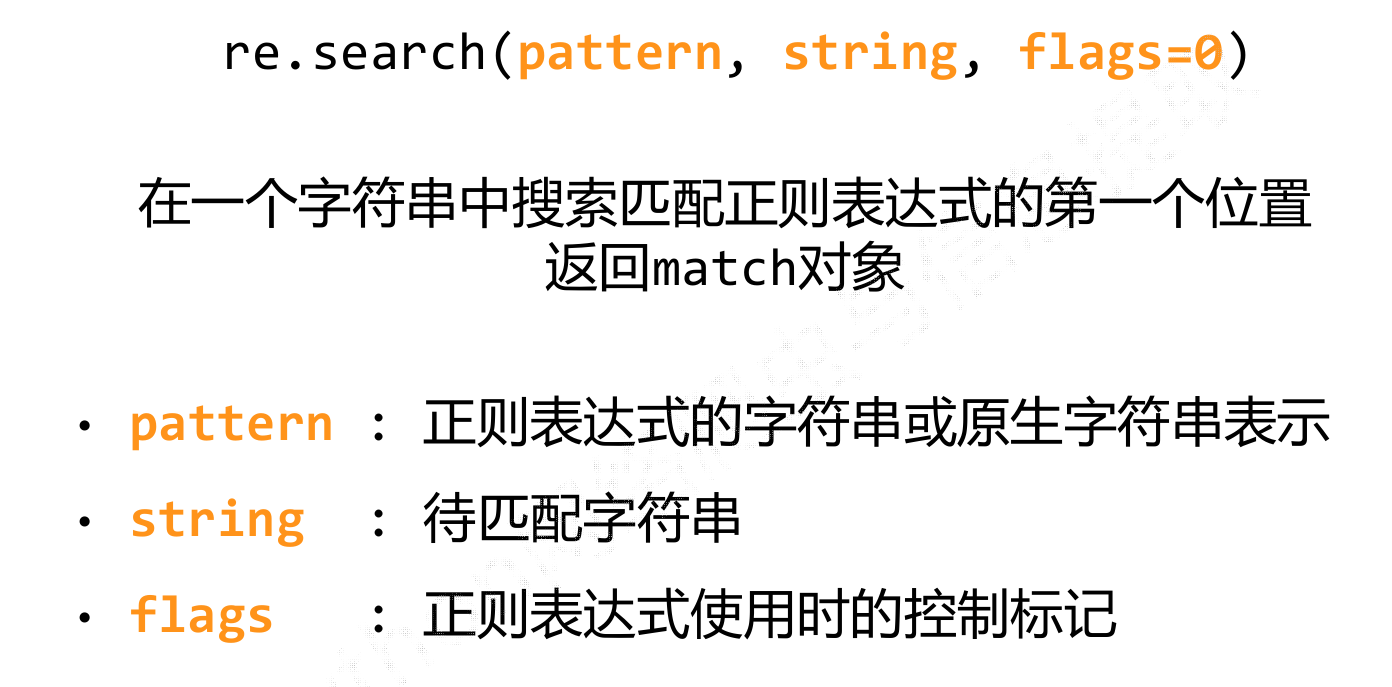 re.search(pattern, string, flags=0)
在一个字符串中搜索匹配正则表达式的第一个位置
返回match对象
• pattern : 正则表达式的字符串或原生字符串表示
• string : 待匹配字符串
• flags : 正则表达式使用时的控制标记